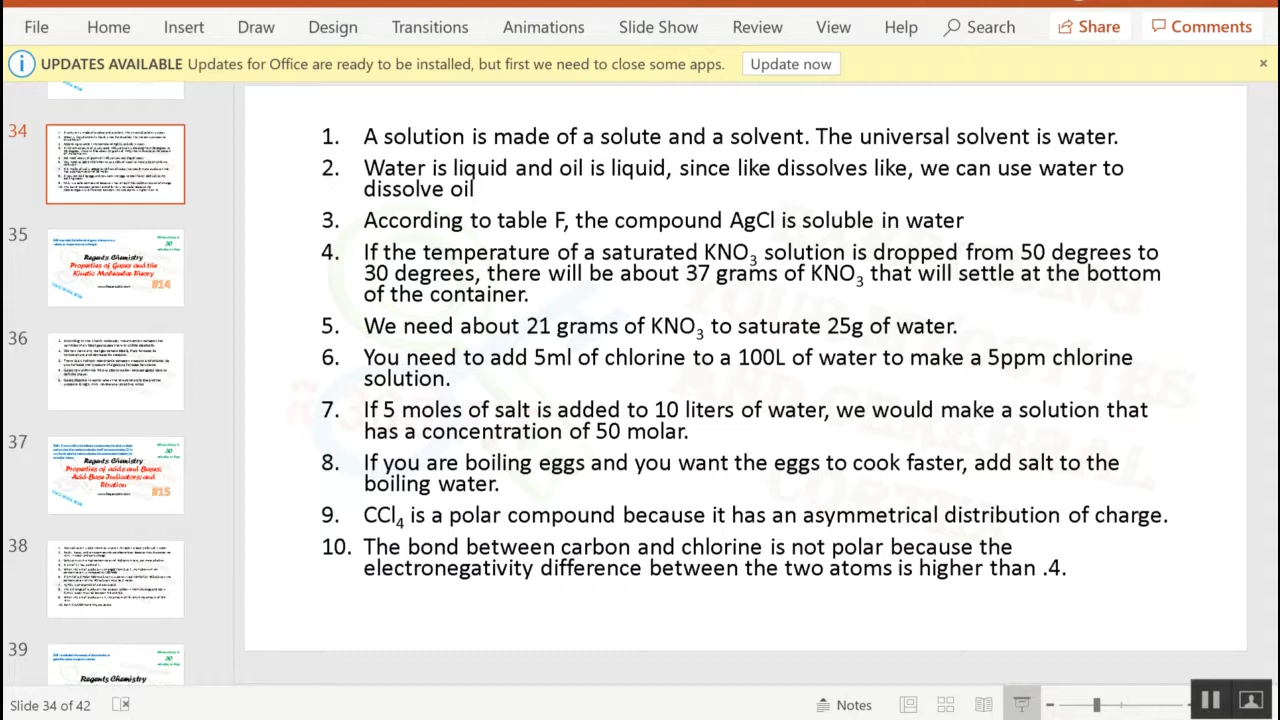 File Home Insert Draw Design Transitions Animations Slide Show Review View Help Search Share Comments
UPDATES AVAILABLE Updates for Office are ready to be installed, but first we need to close some apps. Update now
34
35
Regents Chemistry
Properties of Gases and the
Kinetic Molecular Theory
#14
36
37
Regents Chemistry
Properties of acids and Bases;
Acid-Base Indicators; and
Titration
#15
38
39
Regents Chemistry
1. A solution is made of a solute and a solvent. The universal solvent is water.
2. Water is liquid and oil is liquid, since like dissolves like, we can use water to
dissolve oil
3. According to table F, the compound AgCl is soluble in water
4. If the temperature of a saturated KNO3 solution is dropped from 50 degrees to
30 degrees, there will be about 37 grams of KNO3 that will settle at the bottom
of the container.
5. We need about 21 grams of KNO3 to saturate 25g of water.
6. You need to add 5ml of chlorine to a 100L of water to make a 5ppm chlorine
solution.
7. If 5 moles of salt is added to 10 liters of water, we would make a solution that
has a concentration of 50 molar.
8. If you are boiling eggs and you want the eggs to cook faster, add salt to the
boiling water.
9. CCl4 is a polar compound because it has an asymmetrical distribution of charge.
10. The bond between carbon and chlorine is not polar because the
electronegativity difference between the two atoms is higher than .4.
Slide 34 of 42 Notes